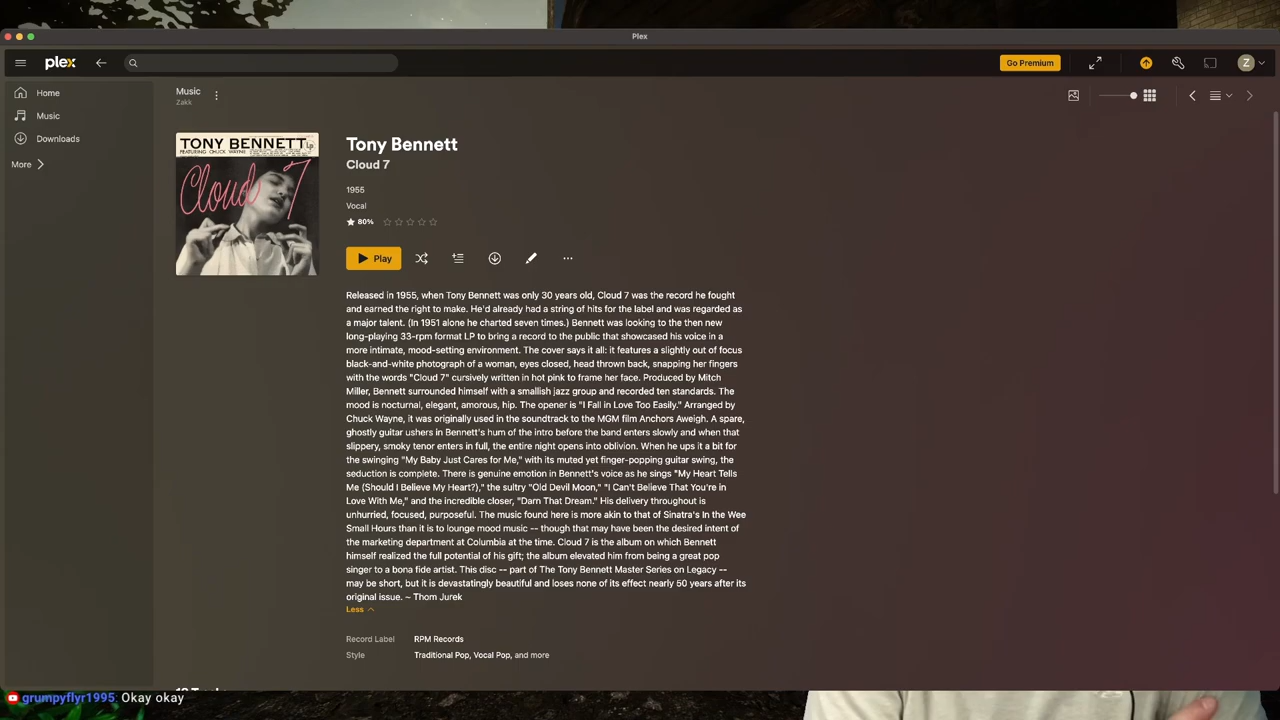 Plex
plex
Go Premium
Z
Home
Music
Downloads
More
Music
Zakk
TONY BENNETT
FEATURING CHUCK WAYNE
Lp
Cloud 7
Tony Bennett
Cloud 7
1955
Vocal
80%
Play
Released in 1955, when Tony Bennett was only 30 years old, Cloud 7 was the record he fought
and earned the right to make. He'd already had a string of hits for the label and was regarded as
a major talent. (In 1951 alone he charted seven times.) Bennett was looking to the then new
long-playing 33-rpm format LP to bring a record to the public that showcased his voice in a
more intimate, mood-setting environment. The cover says it all: it features a slightly out of focus
black-and-white photograph of a woman, eyes closed, head thrown back, snapping her fingers
with the words "Cloud 7" cursively written in hot pink to frame her face. Produced by Mitch
Miller, Bennett surrounded himself with a smallish jazz group and recorded ten standards. The
mood is nocturnal, elegant, amorous, hip. The opener is "I Fall in Love Too Easily." Arranged by
Chuck Wayne, it was originally used in the soundtrack to the MGM film Anchors Aweigh. A spare,
ghostly guitar ushers in Bennett's hum of the intro before the band enters slowly and when that
slippery, smoky tenor enters in full, the entire night opens into oblivion. When he ups it a bit for
the swinging "My Baby Just Cares for Me," with its muted yet finger-popping guitar swing, the
seduction is complete. There is genuine emotion in Bennett's voice as he sings "My Heart Tells
Me (Should I Believe My Heart?)," the sultry "Old Devil Moon," "I Can't Believe That You're in
Love With Me," and the incredible closer, "Darn That Dream." His delivery throughout is
unhurried, focused, purposeful. The music found here is more akin to that of Sinatra's In the Wee
Small Hours than it is to lounge mood music -- though that may have been the desired intent of
the marketing department at Columbia at the time. Cloud 7 is the album on which Bennett
himself realized the full potential of his gift; the album elevated him from being a great pop
singer to a bona fide artist. This disc -- part of The Tony Bennett Master Series on Legacy --
may be short, but it is devastatingly beautiful and loses none of its effect nearly 50 years after its
original issue. ~ Thom Jurek
Less
Record Label RPM Records
Style Traditional Pop, Vocal Pop, and more
grumpyflyr1995: Okay okay